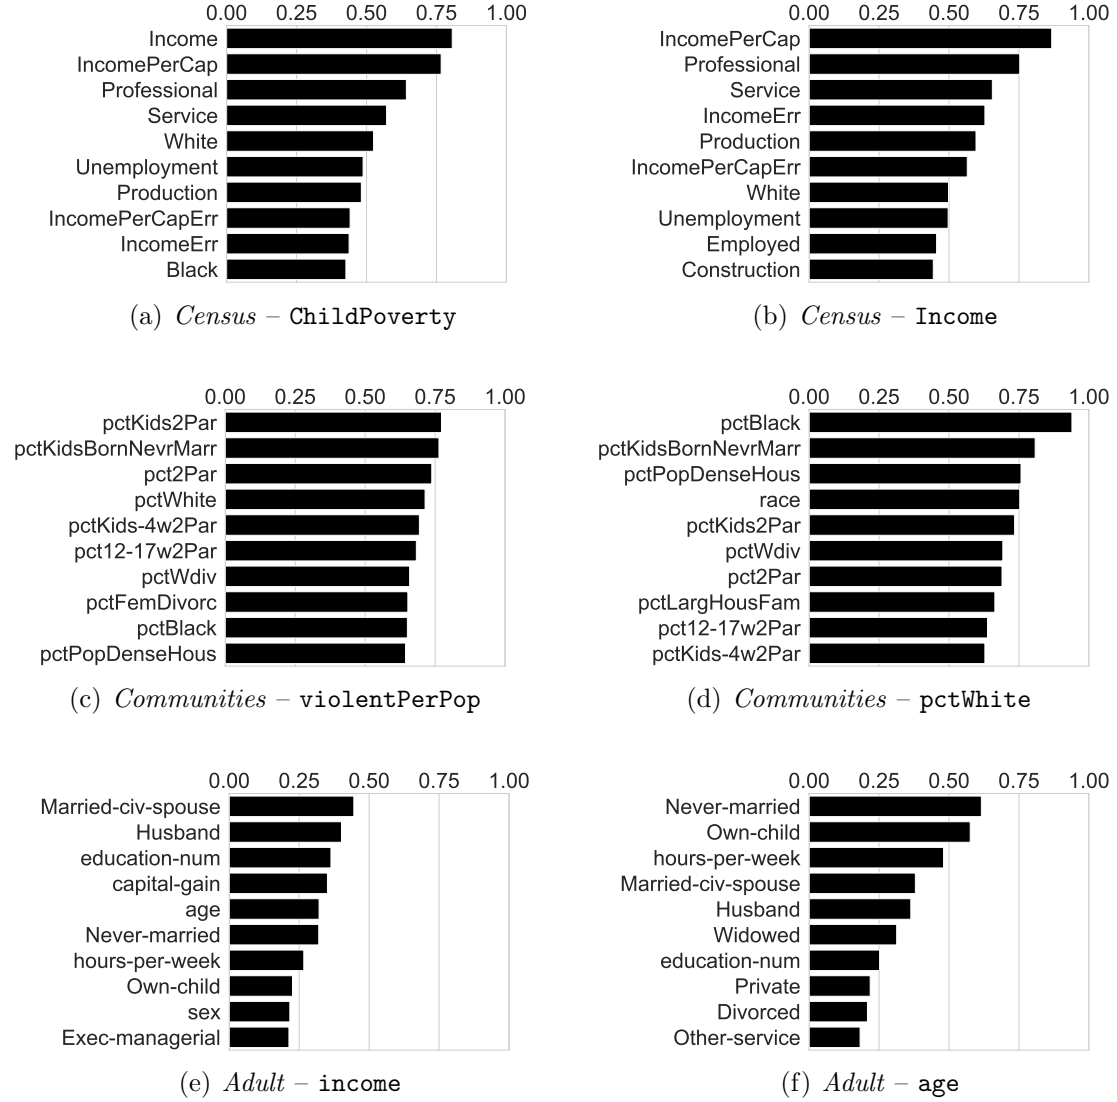 0.00 0.25 0.50 0.75 1.00
Income
IncomePerCap
Professional
Service
White
Unemployment
Production
IncomePerCapErr
IncomeErr
Black
(a) Census – ChildPoverty
0.00 0.25 0.50 0.75 1.00
IncomePerCap
Professional
Service
IncomeErr
Production
IncomePerCapErr
White
Unemployment
Employed
Construction
(b) Census – Income
0.00 0.25 0.50 0.75 1.00
pctKids2Par
pctKidsBornNevrMarr
pct2Par
pctWhite
pctKids-4w2Par
pct12-17w2Par
pctWdiv
pctFemDivorc
pctBlack
pctPopDenseHous
(c) Communities – violentPerPop
0.00 0.25 0.50 0.75 1.00
pctBlack
pctKidsBornNevrMarr
pctPopDenseHous
race
pctKids2Par
pctWdiv
pct2Par
pctLargHousFam
pct12-17w2Par
pctKids-4w2Par
(d) Communities – pctWhite
0.00 0.25 0.50 0.75 1.00
Married-civ-spouse
Husband
education-num
capital-gain
age
Never-married
hours-per-week
Own-child
sex
Exec-managerial
(e) Adult – income
0.00 0.25 0.50 0.75 1.00
Never-married
Own-child
hours-per-week
Married-civ-spouse
Husband
Widowed
education-num
Private
Divorced
Other-service
(f) Adult – age